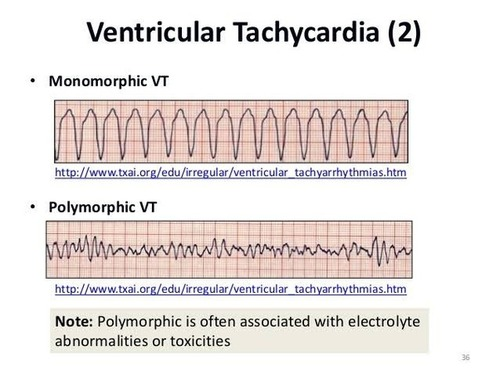 Ventricular Tachycardia (2)
• Monomorphic VT
http://www.txai.org/edu/irregular/ventricular_tachyarrhythmias.htm
• Polymorphic VT
http://www.txai.org/edu/irregular/ventricular_tachyarrhythmias.htm
Note: Polymorphic is often associated with electrolyte
abnormalities or toxicities
36